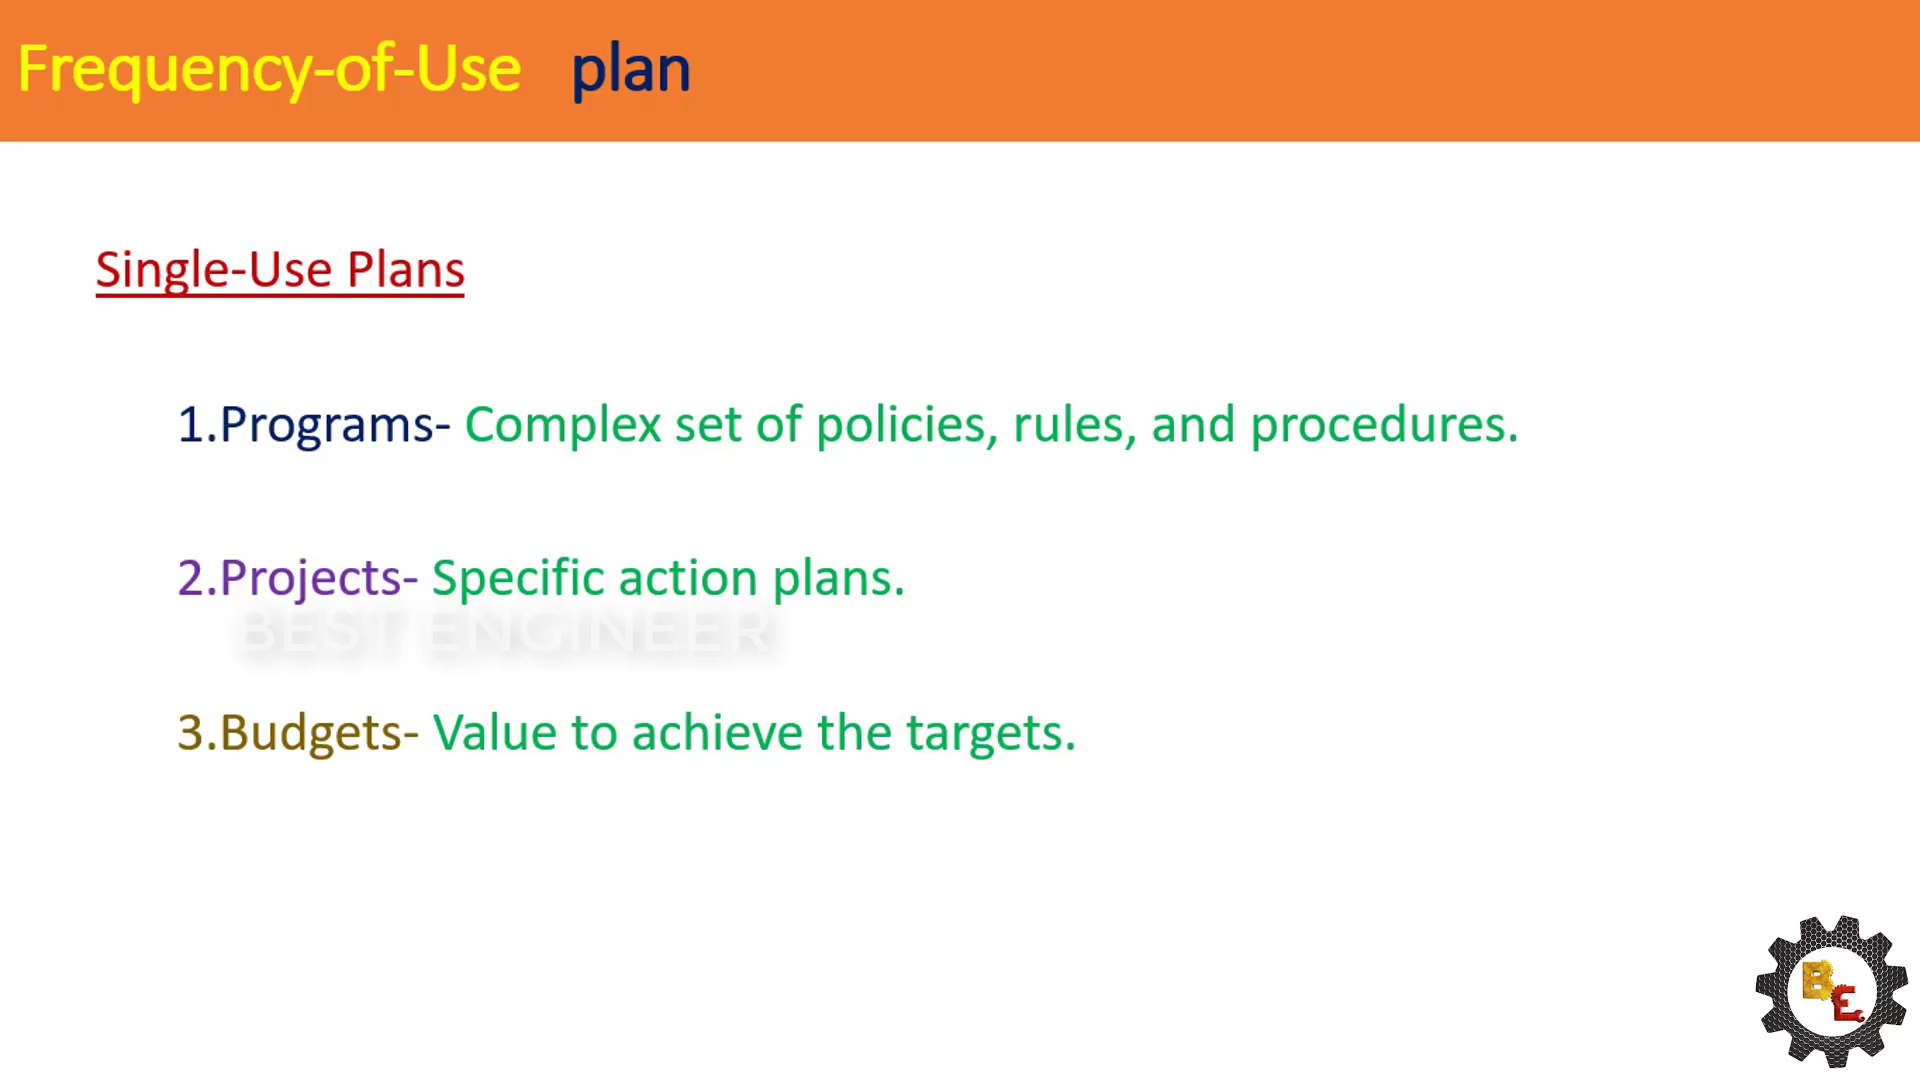 Frequency-of-Use plan
Single-Use Plans
1.Programs- Complex set of policies, rules, and procedures.
2.Projects- Specific action plans.
BEST ENGINEER
3.Budgets- Value to achieve the targets.
BE